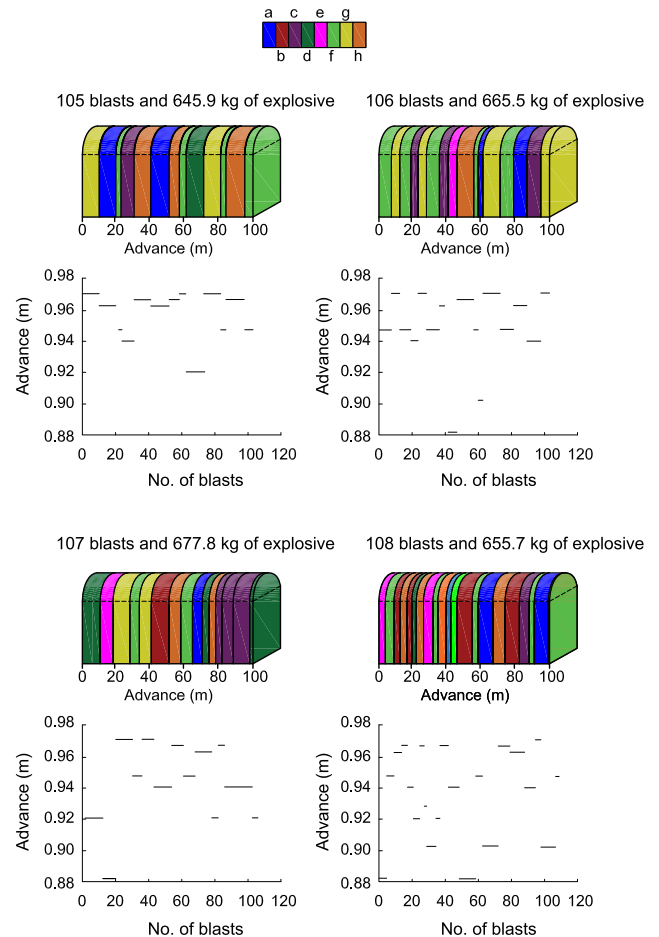 a c e g
b d f h
105 blasts and 645.9 kg of explosive
0 20 40 60 80 100
Advance (m)
0.98
0.96
0.94
0.92
0.90
0.88
Advance (m)
0 20 40 60 80 100 120
No. of blasts
106 blasts and 665.5 kg of explosive
0 20 40 60 80 100
Advance (m)
0.98
0.96
0.94
0.92
0.90
0.88
Advance (m)
0 20 40 60 80 100 120
No. of blasts
107 blasts and 677.8 kg of explosive
0 20 40 60 80 100
Advance (m)
0.98
0.96
0.94
0.92
0.90
0.88
Advance (m)
0 20 40 60 80 100 120
No. of blasts
108 blasts and 655.7 kg of explosive
0 20 40 60 80 100
Advance (m)
0.98
0.96
0.94
0.92
0.90
0.88
Advance (m)
0 20 40 60 80 100 120
No. of blasts